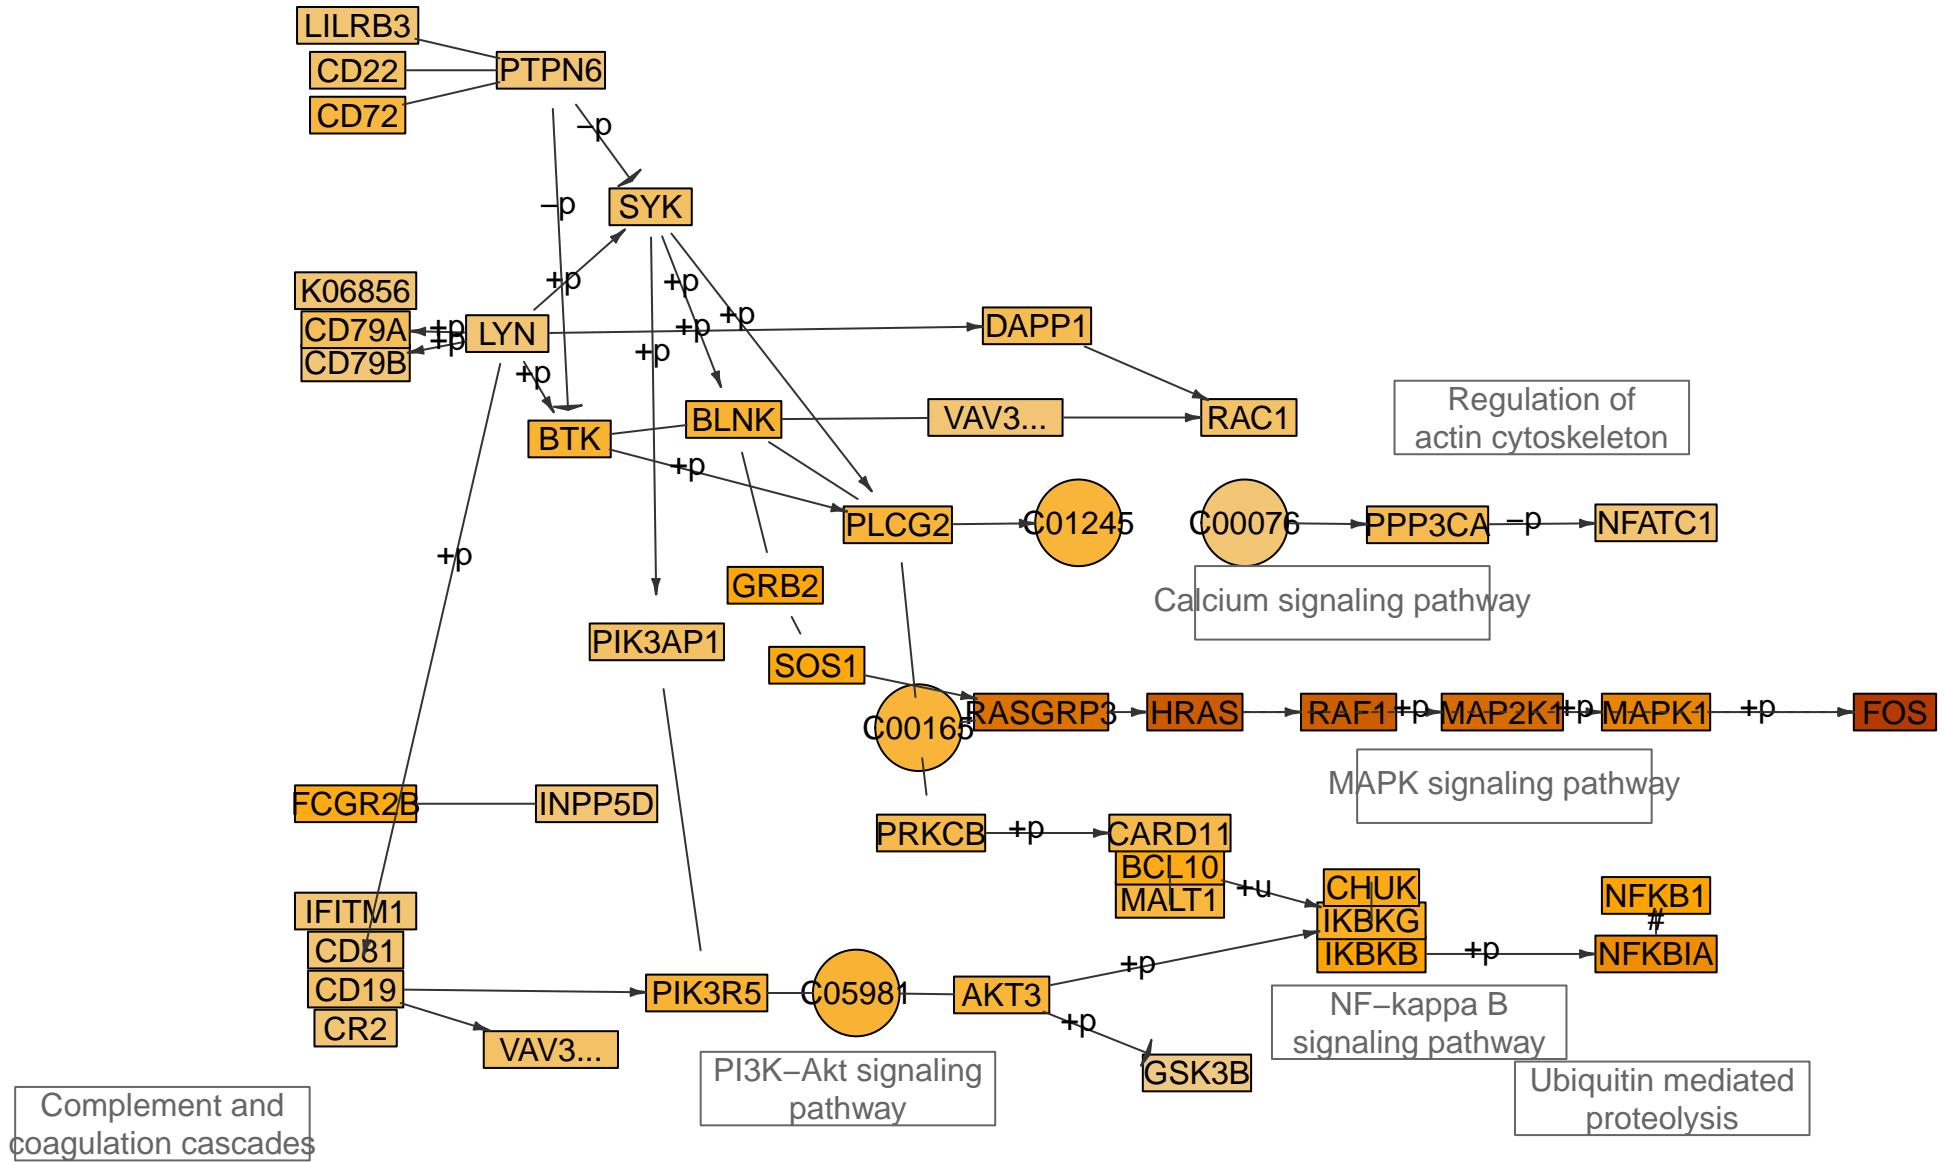 LILRB3
CD22
PTPN6
CD72
–p
SYK
–p
K06856
+p
+p
CD79A
+p
LYN
+p
+p
DAPP1
CD79B
+p
+p
+p
Regulation of
actin cytoskeleton
BTK
BLNK
VAV3...
RAC1
+p
PLCG2
C01245
C00076
PPP3CA
–p
NFATC1
+p
GRB2
Calcium signaling pathway
PIK3AP1
SOS1
C00165
RASGRP3
HRAS
RAF1
+p
MAP2K1
+p
MAPK1
+p
FOS
MAPK signaling pathway
FCGR2B
INPP5D
PRKCB
+p
CARD11
BCL10
MALT1
+u
CHUK
IKBKG
IKBKB
NFKB1
#
+p
NFKBIA
IFITM1
CD81
CD19
CR2
PIK3R5
C05981
AKT3
+p
+p
VAV3...
GSK3B
NF–kappa B
signaling pathway
PI3K–Akt signaling
pathway
Ubiquitin mediated
proteolysis
Complement and
coagulation cascades